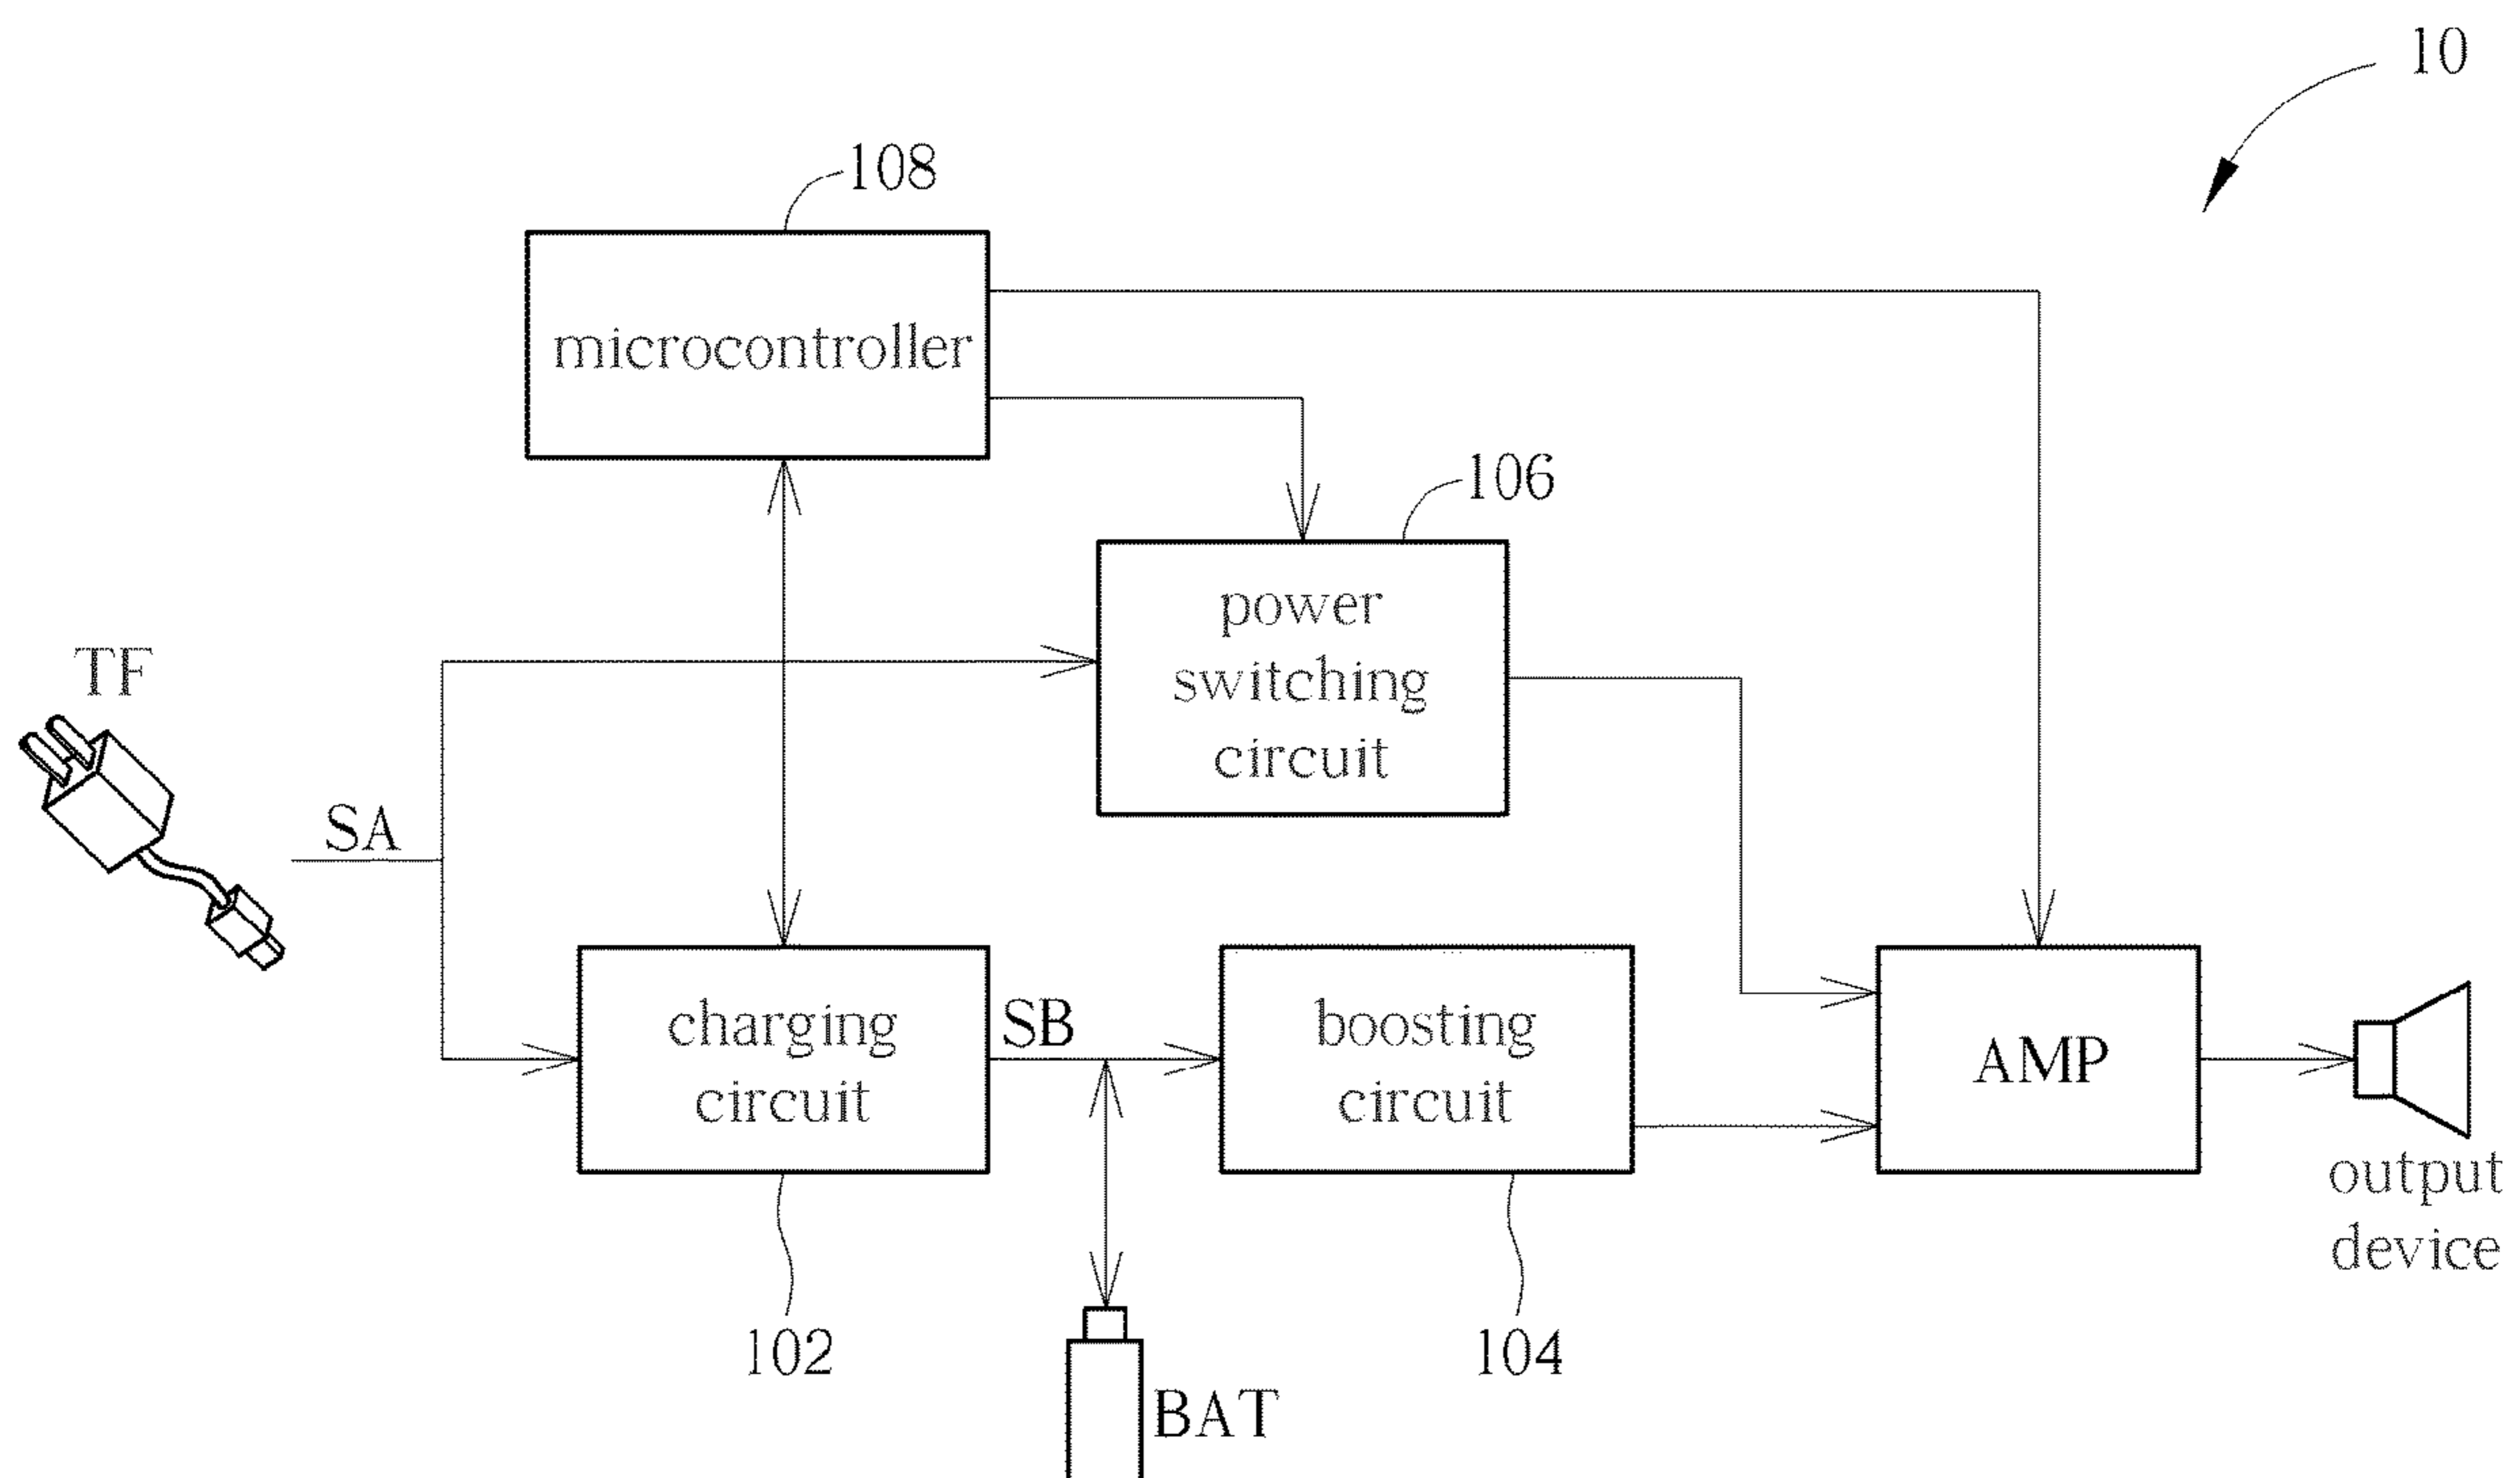 10
108
microcontroller
106
power
switching
circuit
TF
SA
charging
circuit
SB
boosting
circuit
AMP
output
device
102
104
BAT